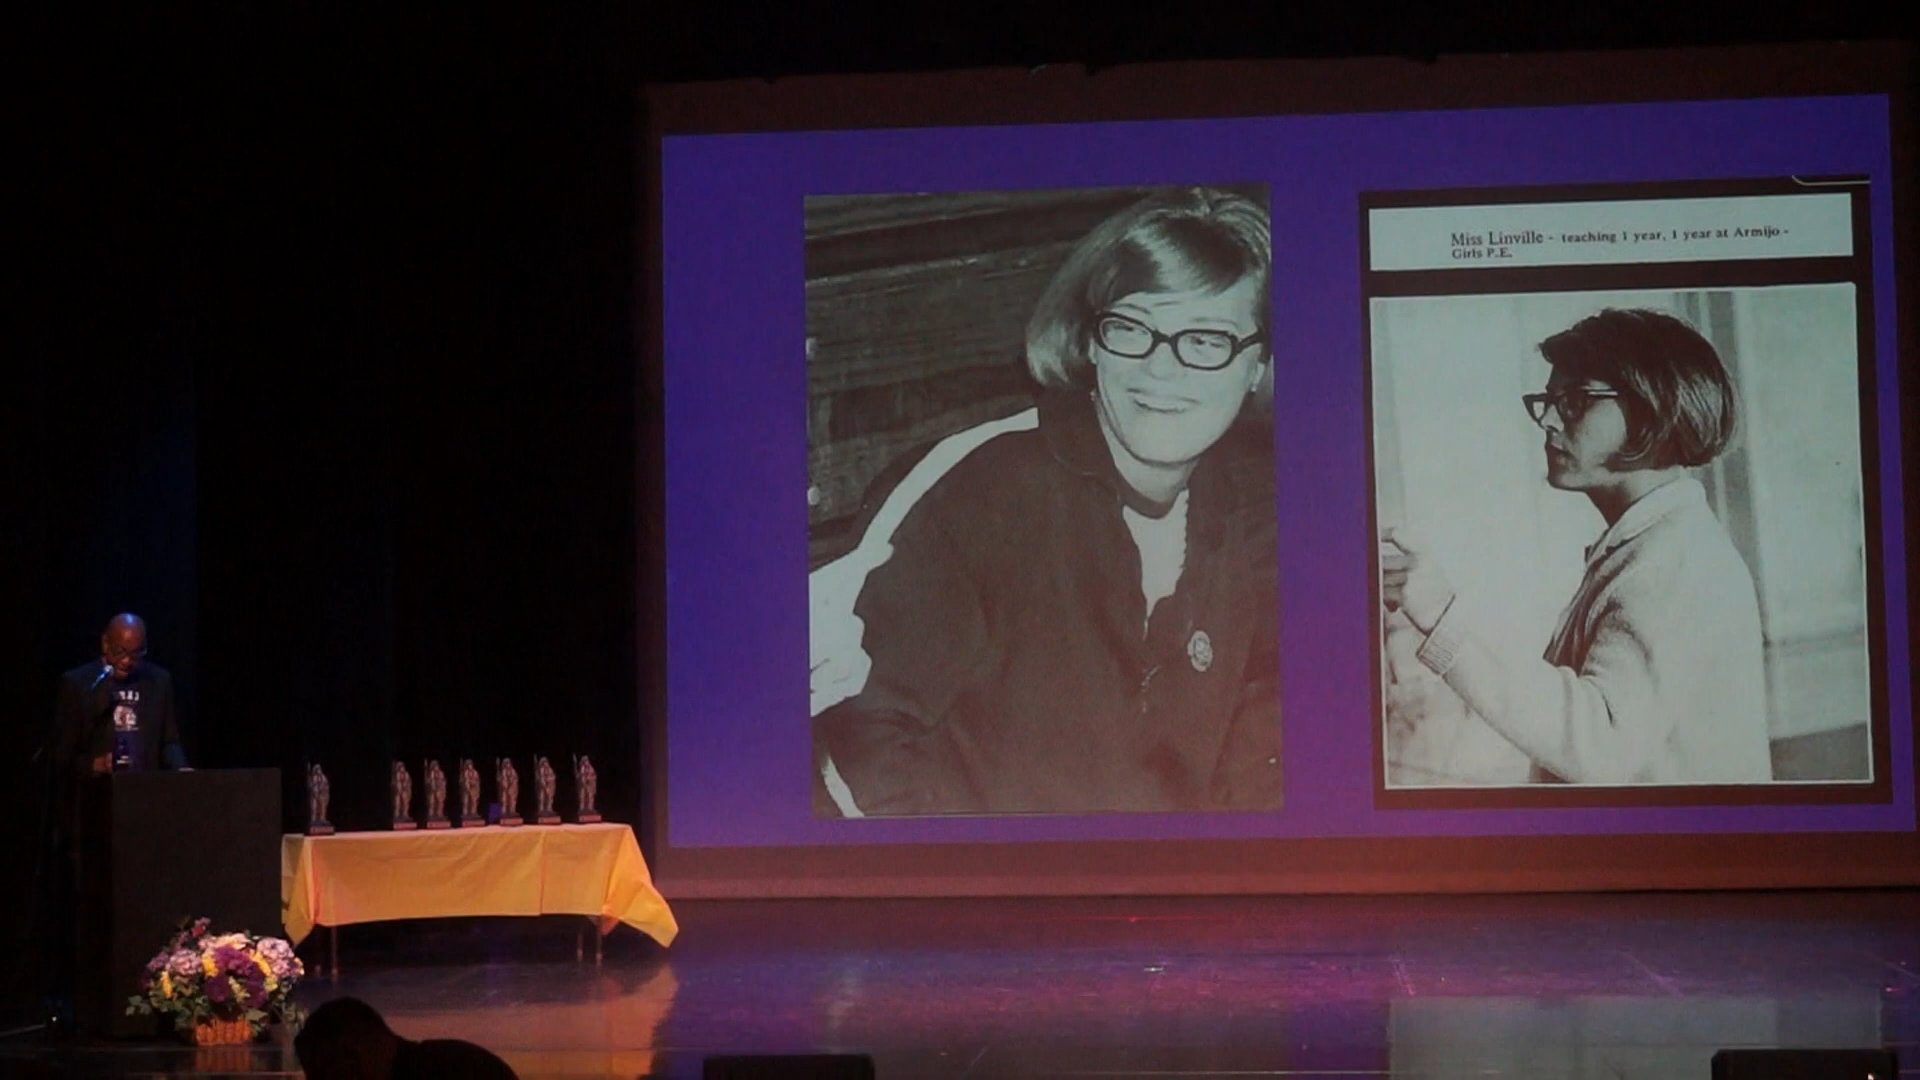 Miss Linville - teaching 1 year, 1 year at Armijo -
Girls P.E.